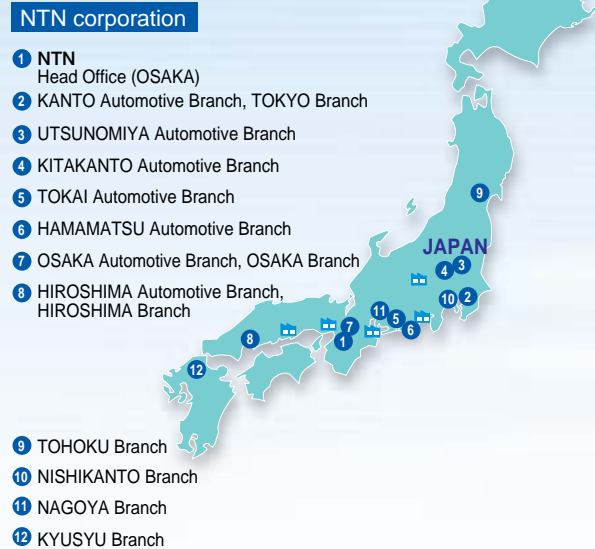 NTN corporation
1 NTN
Head Office (OSAKA)
2 KANTO Automotive Branch, TOKYO Branch
3 UTSUNOMIYA Automotive Branch
4 KITAKANTO Automotive Branch
5 TOKAI Automotive Branch
6 HAMAMATSU Automotive Branch
7 OSAKA Automotive Branch, OSAKA Branch
8 HIROSHIMA Automotive Branch,
HIROSHIMA Branch
9 TOHOKU Branch
10 NISHIKANTO Branch
11 NAGOYA Branch
12 KYUSYU Branch
9
JAPAN
4 3
10 2
11 5 6
7
1
8
12